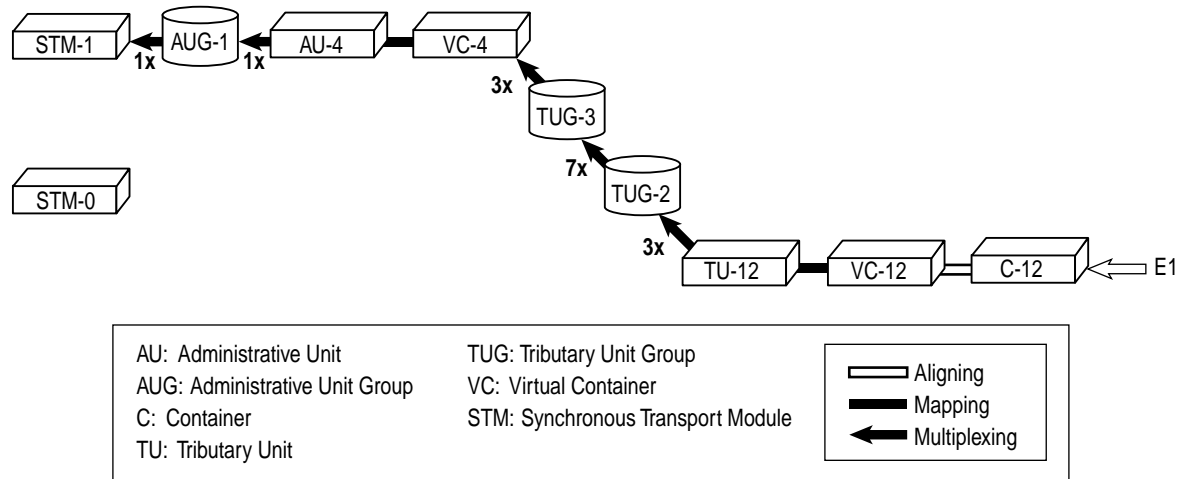 STM-1
AUG-1
AU-4
VC-4
1x
1x
3x
TUG-3
7x
TUG-2
STM-0
3x
TU-12
VC-12
C-12
E1
AU: Administrative Unit
AUG: Administrative Unit Group
C: Container
TU: Tributary Unit
TUG: Tributary Unit Group
VC: Virtual Container
STM: Synchronous Transport Module
Aligning
Mapping
Multiplexing